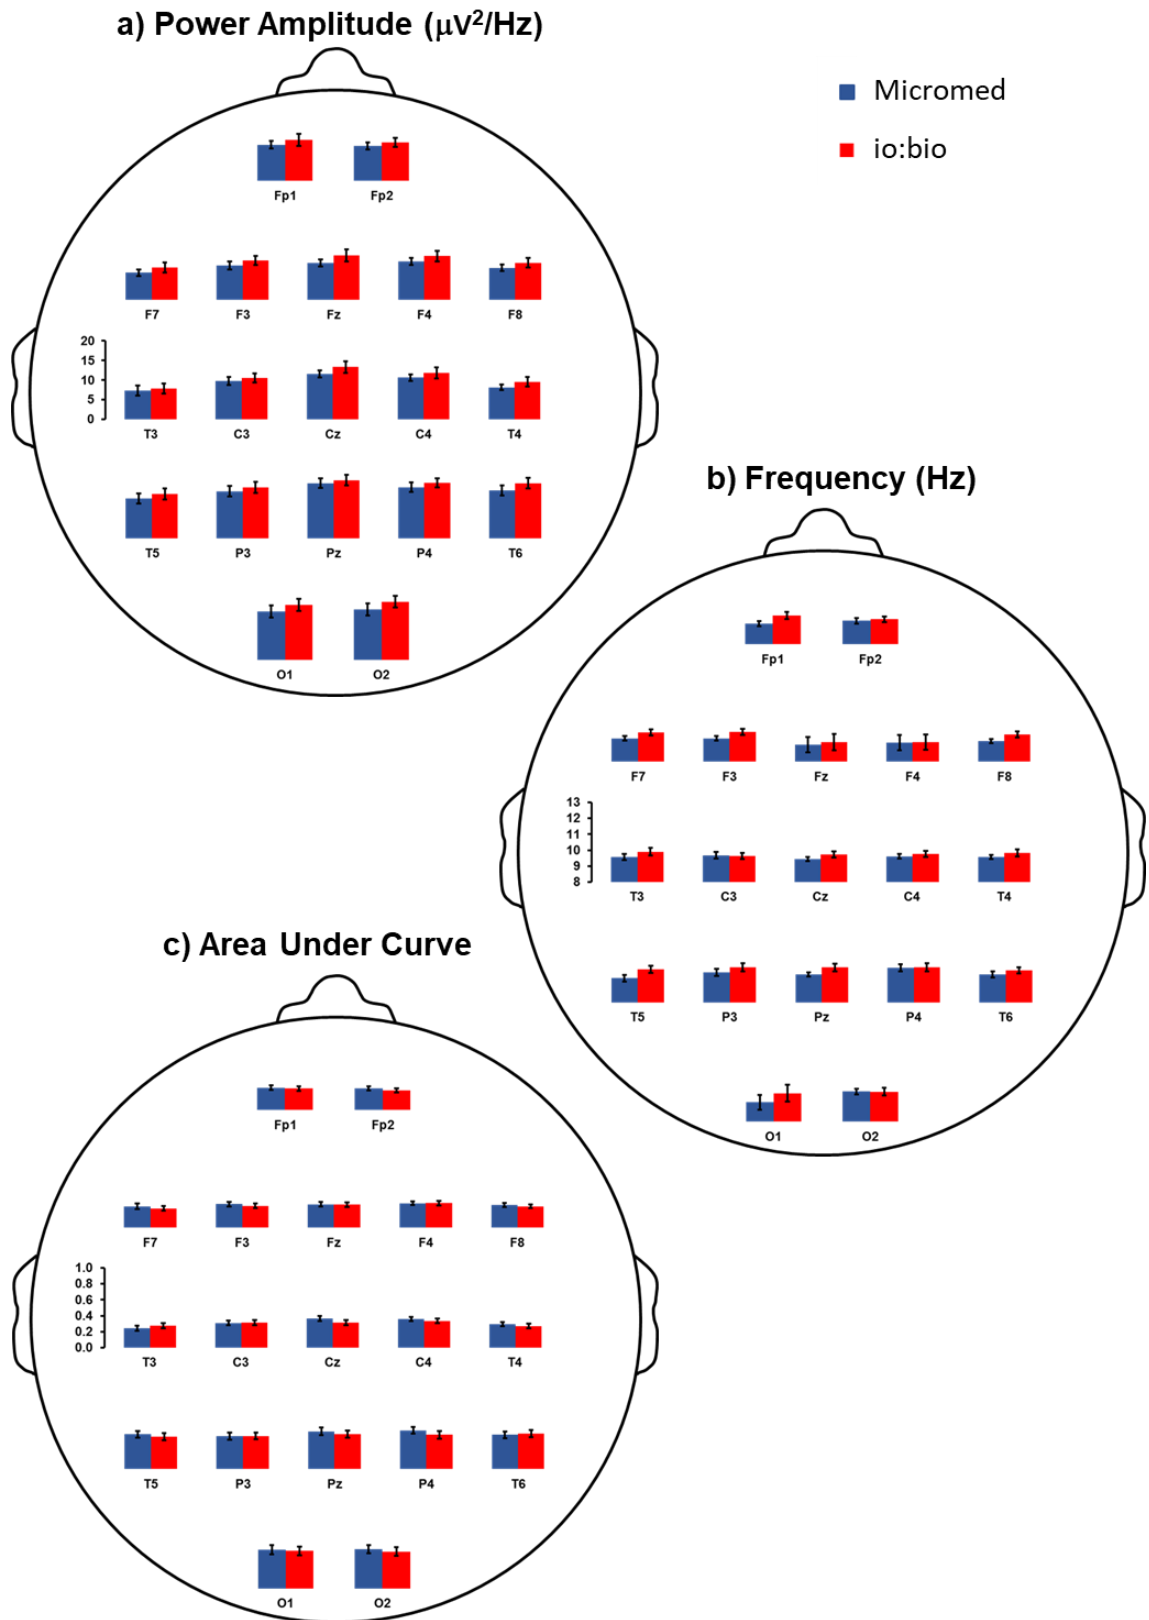 a) Power Amplitude (μV²/Hz)
Micromed
io:bio
Fp1 Fp2
F7 F3 Fz F4 F8
20
15
10
5
0
T3 C3 Cz C4 T4
T5 P3 Pz P4 T6
O1 O2
b) Frequency (Hz)
Fp1 Fp2
F7 F3 Fz F4 F8
13
12
11
10
9
8
T3 C3 Cz C4 T4
T5 P3 Pz P4 T6
O1 O2
c) Area Under Curve
Fp1 Fp2
F7 F3 Fz F4 F8
1.0
0.8
0.6
0.4
0.2
0.0
T3 C3 Cz C4 T4
T5 P3 Pz P4 T6
O1 O2